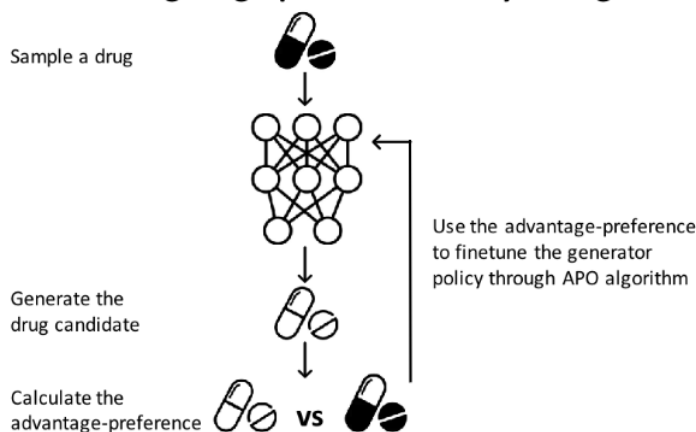 Sample a drug
Use the advantage-preference
to finetune the generator
policy through APO algorithm
Generate the
drug candidate
Calculate the
advantage-preference
vs